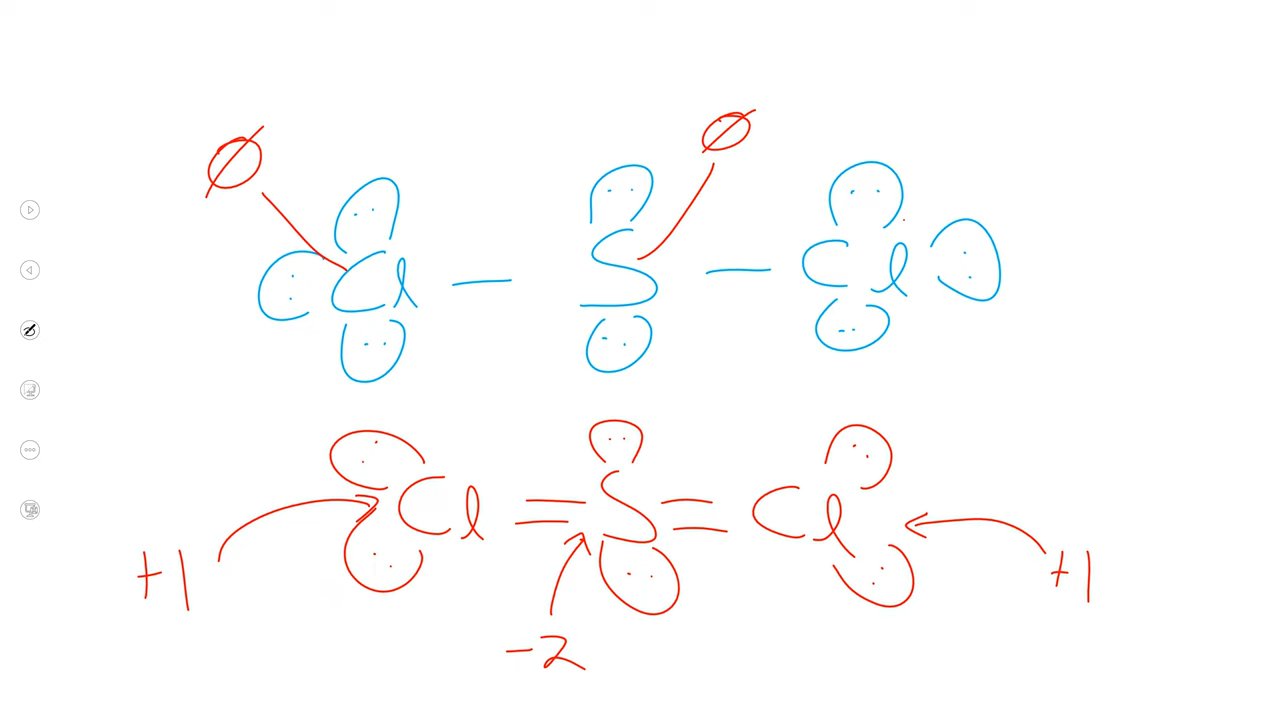 ∅ ∅
Cl — S — Cl
Cl = S = Cl
+1 +1
-2